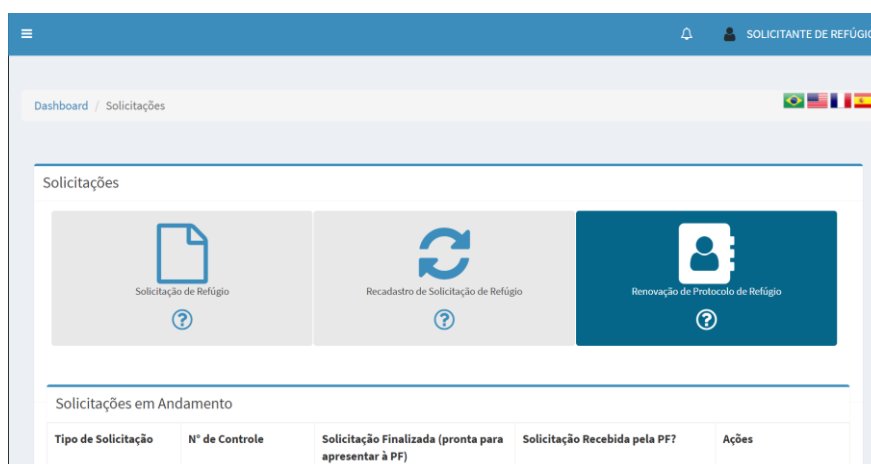 SOLICITANTE DE REFÚGIO
Dashboard / Solicitações
Solicitações
Solicitação de Refúgio
Recadastro de Solicitação de Refúgio
Renovação de Protocolo de Refúgio
?
?
?
Solicitações em Andamento
Tipo de Solicitação N° de Controle Solicitação Finalizada (pronta para Solicitação Recebida pela PF? Ações
apresentar à PF)